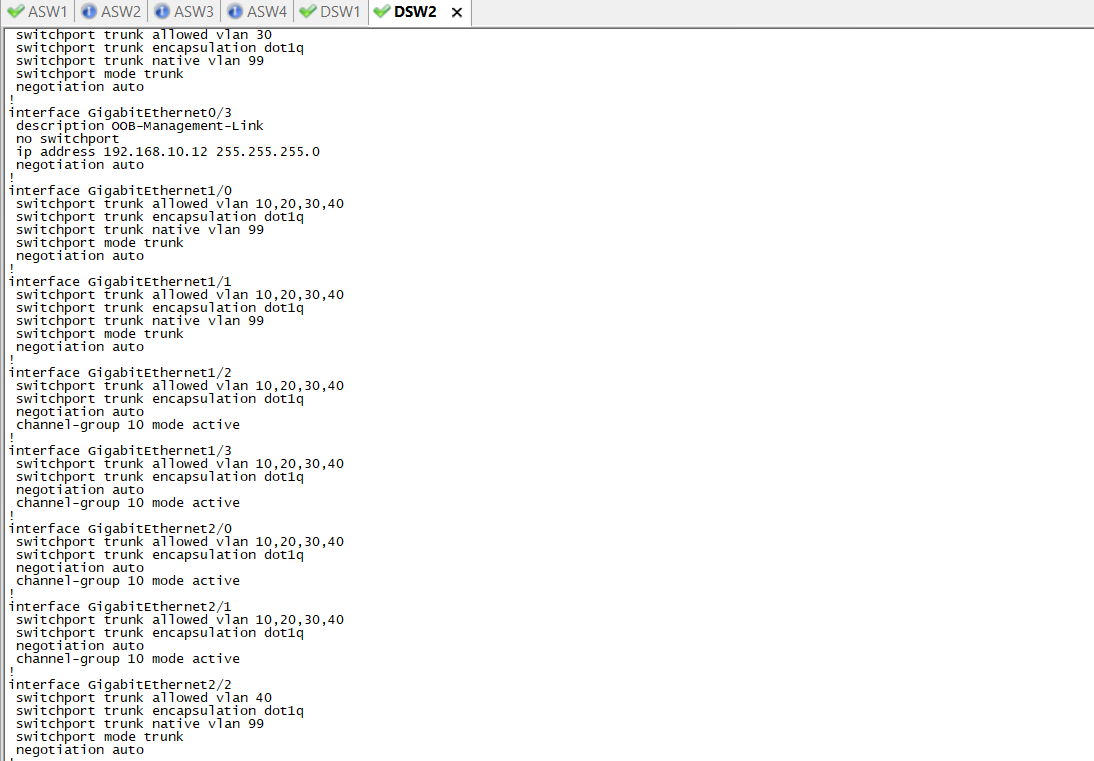 ASW1 ASW2 ASW3 ASW4 DSW1 DSW2
switchport trunk allowed vlan 30
switchport trunk encapsulation dot1q
switchport trunk native vlan 99
switchport mode trunk
negotiation auto
!
interface GigabitEthernet0/3
description OOB-Management-Link
no switchport
ip address 192.168.10.12 255.255.255.0
negotiation auto
!
interface GigabitEthernet1/0
switchport trunk allowed vlan 10,20,30,40
switchport trunk encapsulation dot1q
switchport trunk native vlan 99
switchport mode trunk
negotiation auto
!
interface GigabitEthernet1/1
switchport trunk allowed vlan 10,20,30,40
switchport trunk encapsulation dot1q
switchport trunk native vlan 99
switchport mode trunk
negotiation auto
!
interface GigabitEthernet1/2
switchport trunk allowed vlan 10,20,30,40
switchport trunk encapsulation dot1q
negotiation auto
channel-group 10 mode active
!
interface GigabitEthernet1/3
switchport trunk allowed vlan 10,20,30,40
switchport trunk encapsulation dot1q
negotiation auto
channel-group 10 mode active
!
interface GigabitEthernet2/0
switchport trunk allowed vlan 10,20,30,40
switchport trunk encapsulation dot1q
negotiation auto
channel-group 10 mode active
!
interface GigabitEthernet2/1
switchport trunk allowed vlan 10,20,30,40
switchport trunk encapsulation dot1q
negotiation auto
channel-group 10 mode active
!
interface GigabitEthernet2/2
switchport trunk allowed vlan 40
switchport trunk encapsulation dot1q
switchport trunk native vlan 99
switchport mode trunk
negotiation auto
!